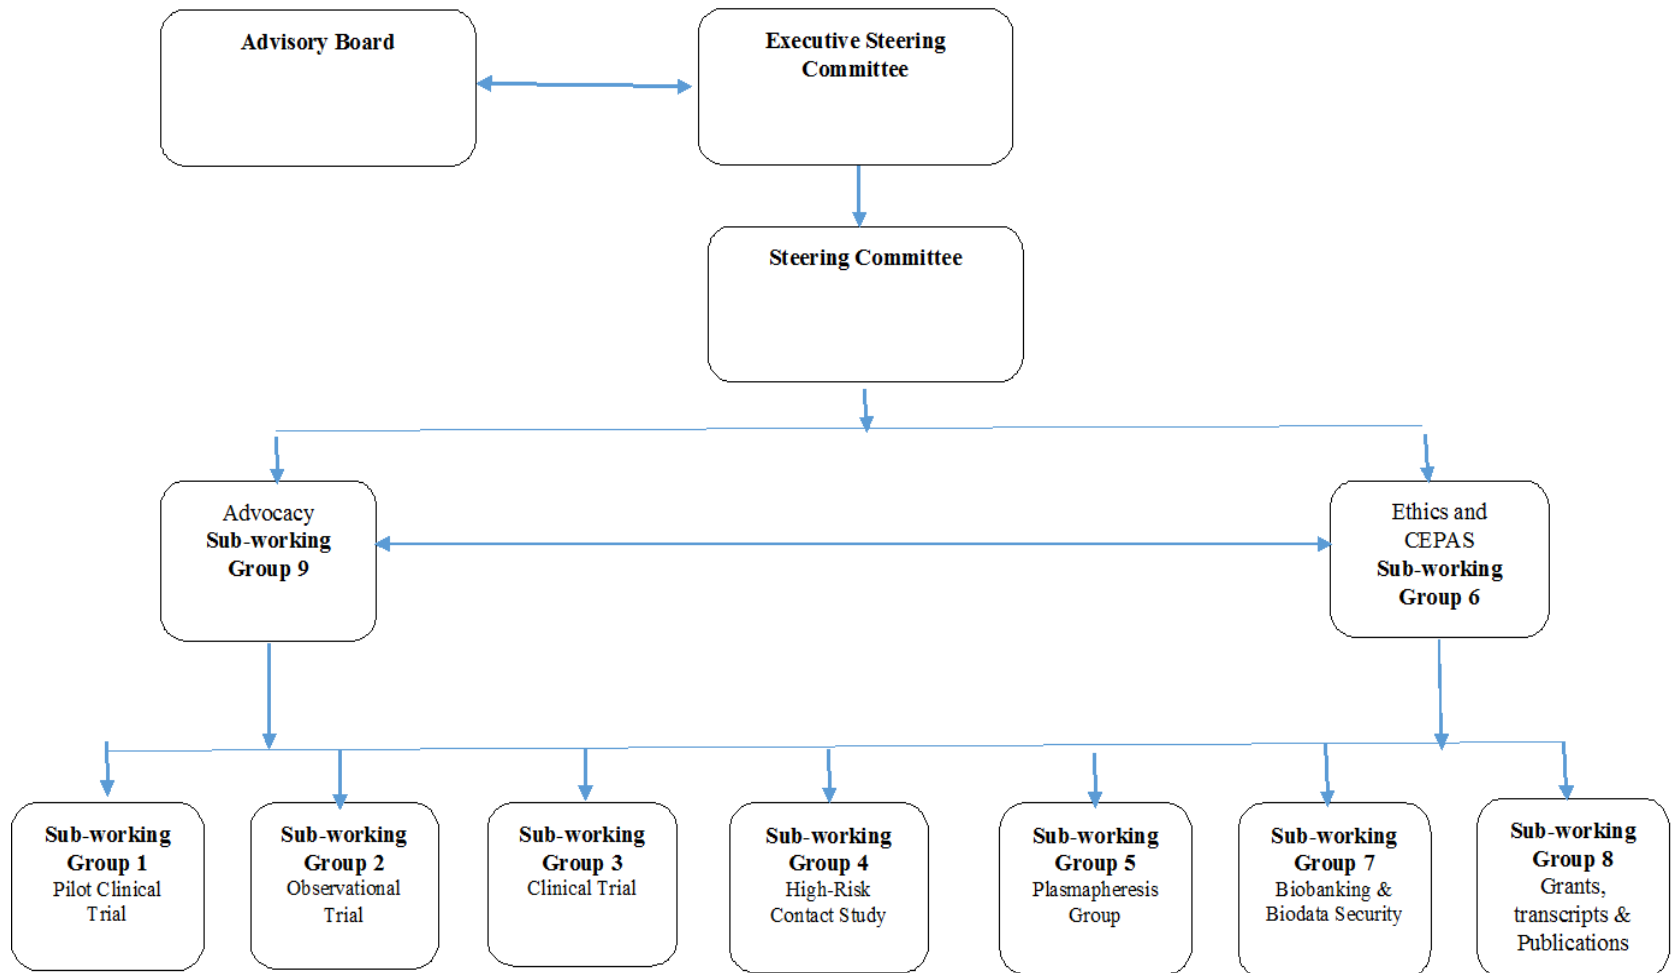 Advisory Board
Executive Steering
Committee
Steering Committee
Advocacy
Sub-working
Group 9
Ethics and
CEPAS
Sub-working
Group 6
Sub-working
Group 1
Pilot Clinical
Trial
Sub-working
Group 2
Observational
Trial
Sub-working
Group 3
Clinical Trial
Sub-working
Group 4
High-Risk
Contact Study
Sub-working
Group 5
Plasmapheresis
Group
Sub-working
Group 7
Biobanking &
Biodata Security
Sub-working
Group 8
Grants,
transcripts &
Publications